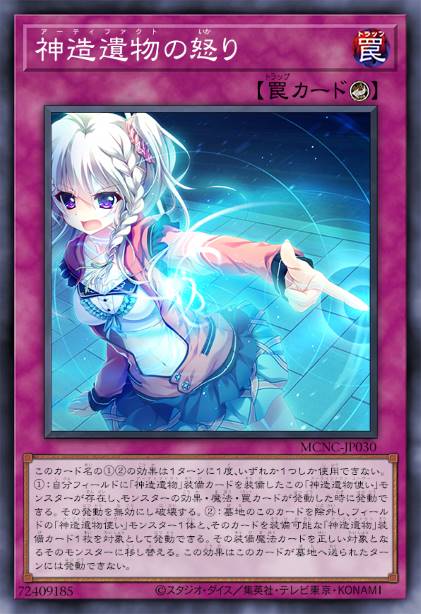 アーティファクト いか
神造遺物の怒り
トラップ
罠
トラップ
【罠カード】
MCNC-JP030
このカード名の①②の効果は1ターンに1度、いずれか1つしか使用できない。
①:自分フィールドに「神造遺物」装備カードを装備したこの「神造遺物使い」モ
ンスターが存在し、モンスターの効果・魔法・罠カードが発動した時に発動で
きる。その発動を無効にし破壊する。②:墓地のこのカードを除外し、フィール
ドの「神造遺物使い」モンスター1体と、そのカードを装備可能な「神造遺物」装
備カード1枚を対象として発動できる。その装備魔法カードを正しい対象とな
るそのモンスターに移し替える。この効果はこのカードが墓地へ送られたター
ンには発動できない。
72409185
©スタジオ・ダイス/集英社・テレビ東京・KONAMI